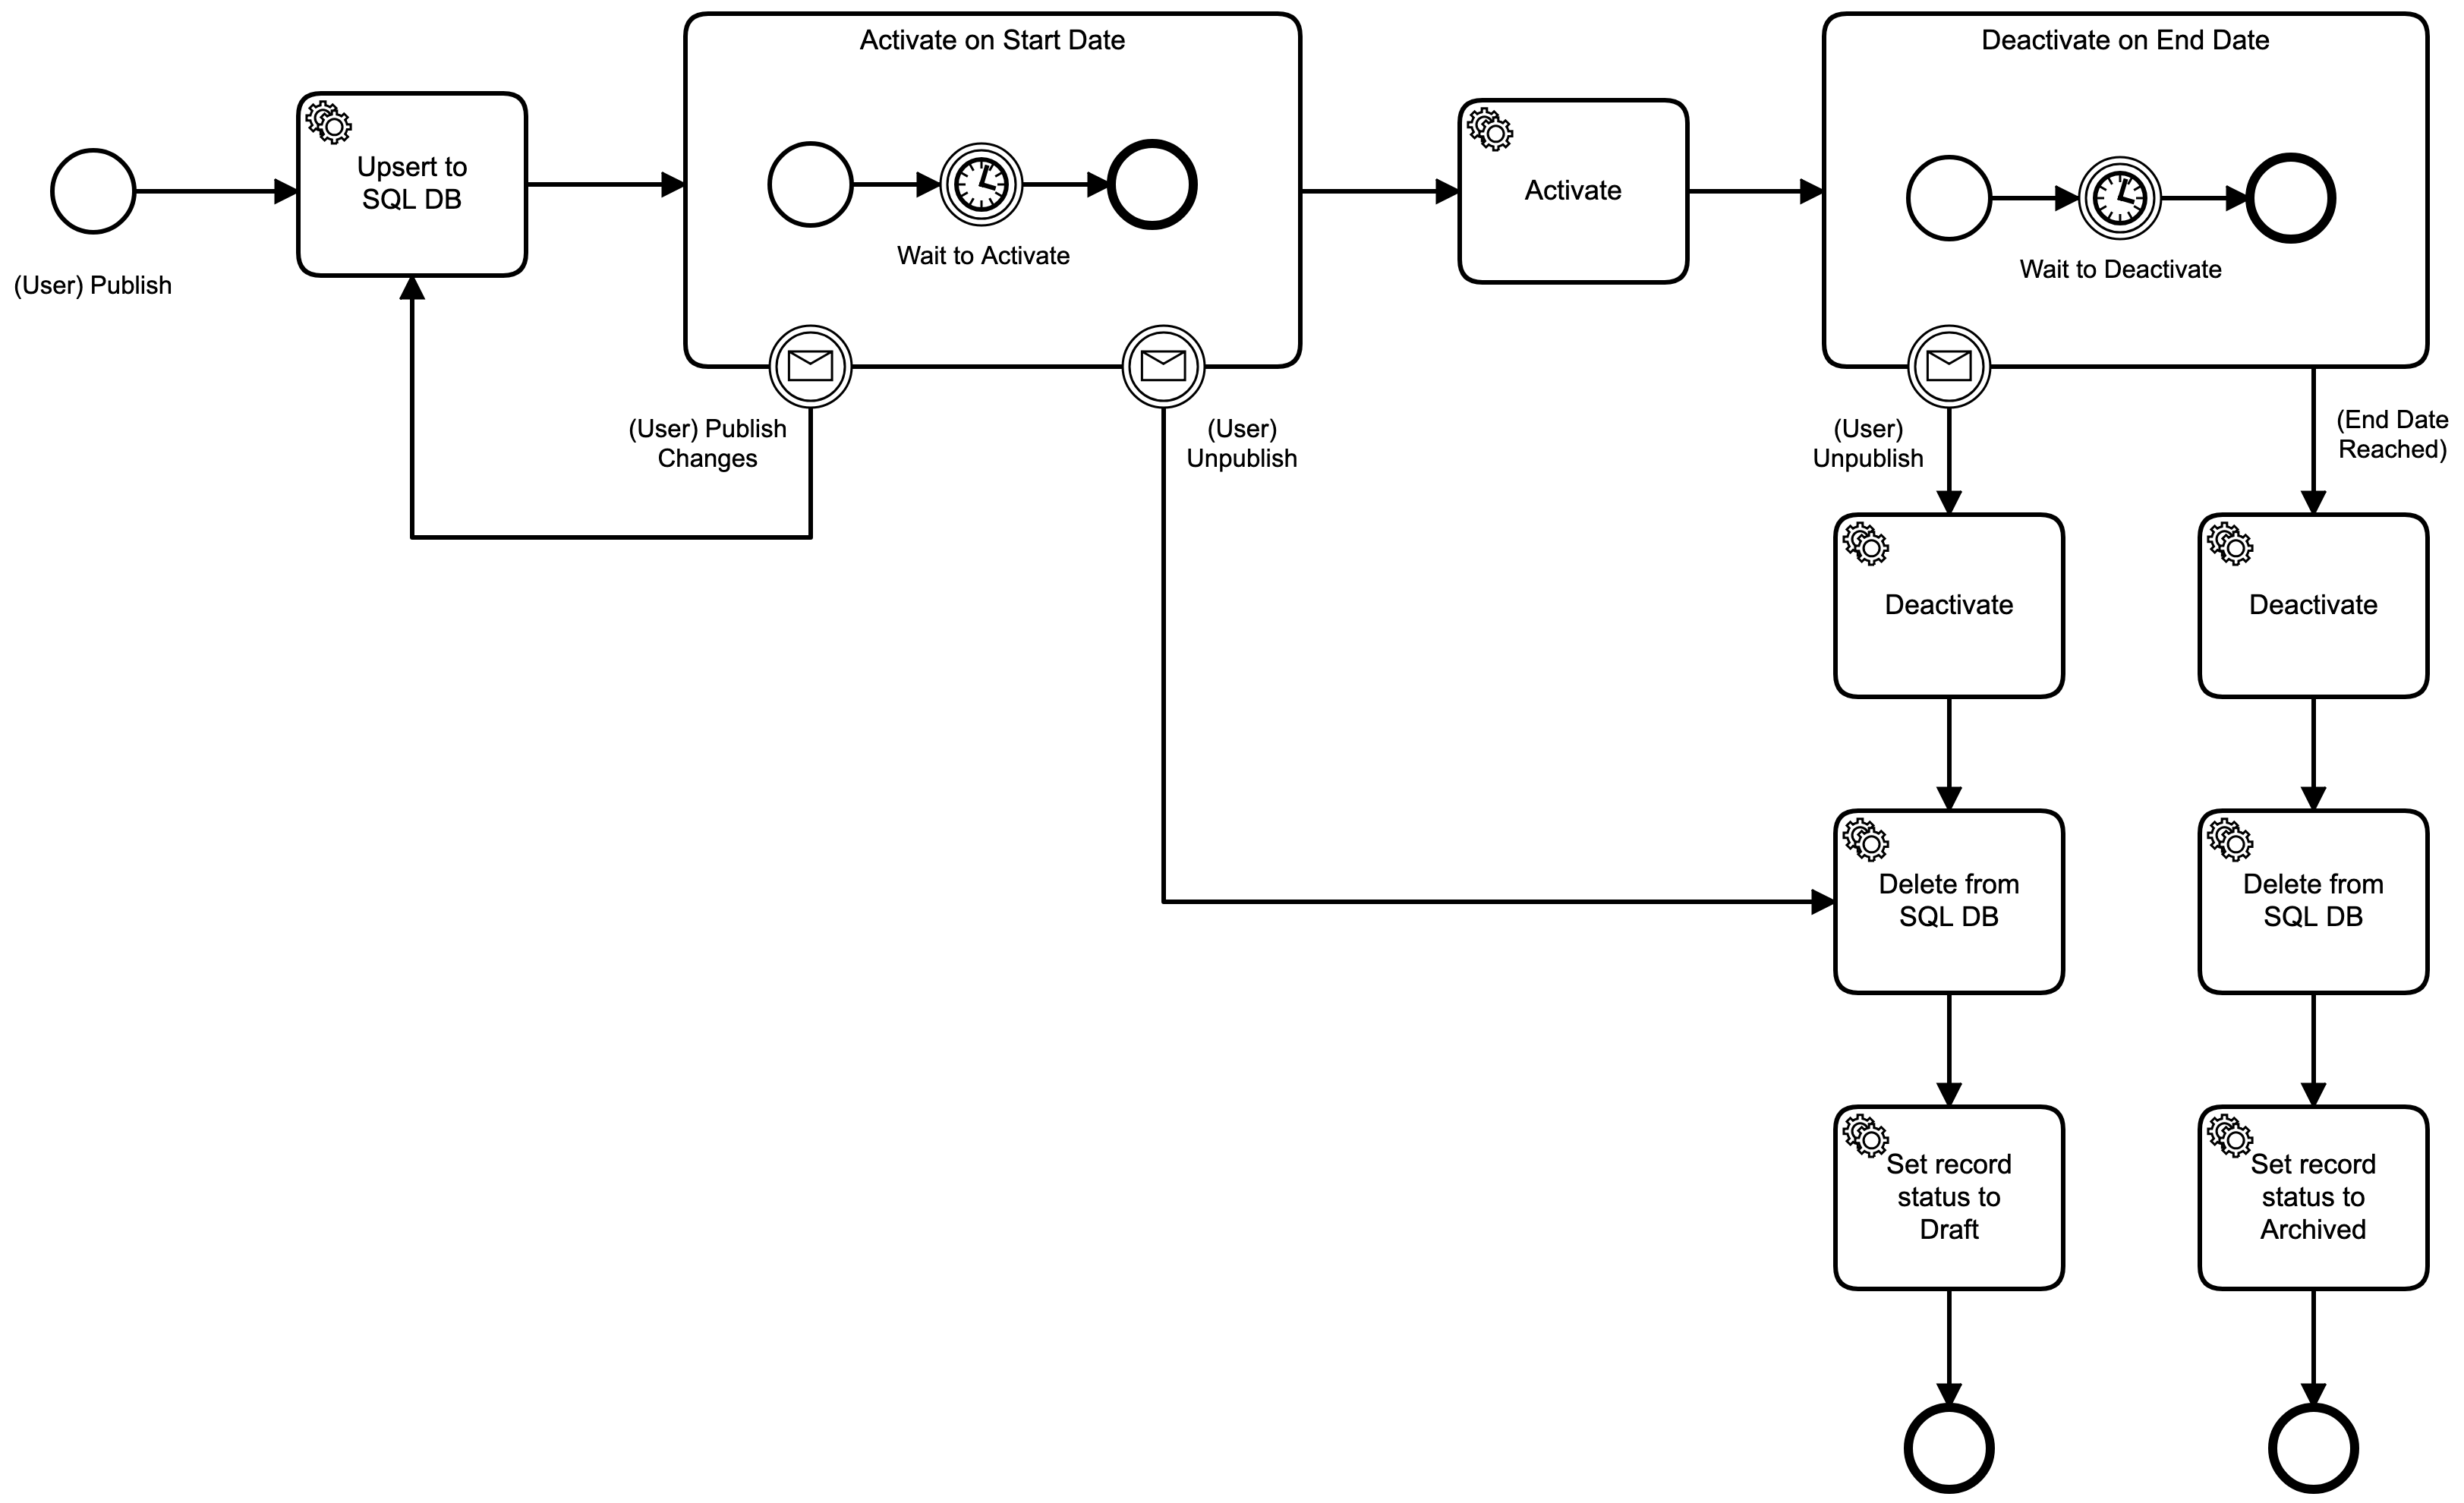 Activate on Start Date
Deactivate on End Date
Upsert to
SQL DB
Activate
Wait to Activate
Wait to Deactivate
(User) Publish
(User) Publish
Changes
(User)
Unpublish
(User)
Unpublish
(End Date
Reached)
Deactivate
Deactivate
Delete from
SQL DB
Delete from
SQL DB
Set record
status to
Draft
Set record
status to
Archived